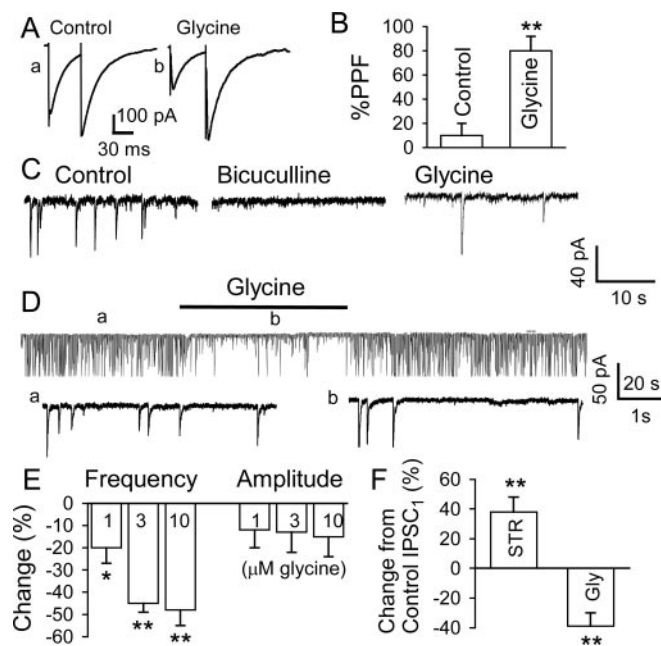 A Control Glycine
a b
100 pA
30 ms
B
**
%PPF
100
80
60
40
20
0
Control
Glycine
C Control Bicuculline Glycine
40 pA
10 s
D Glycine
a b
50 pA
20 s
1s
a b
E Frequency Amplitude
Change (%)
0
-10
-20
-30
-40
-50
-60
1 3 10 1 3 10
(μM glycine)
* ** **
F
Change from
Control IPSC1 (%)
60
40
20
0
-20
-40
**
STR
Gly
**